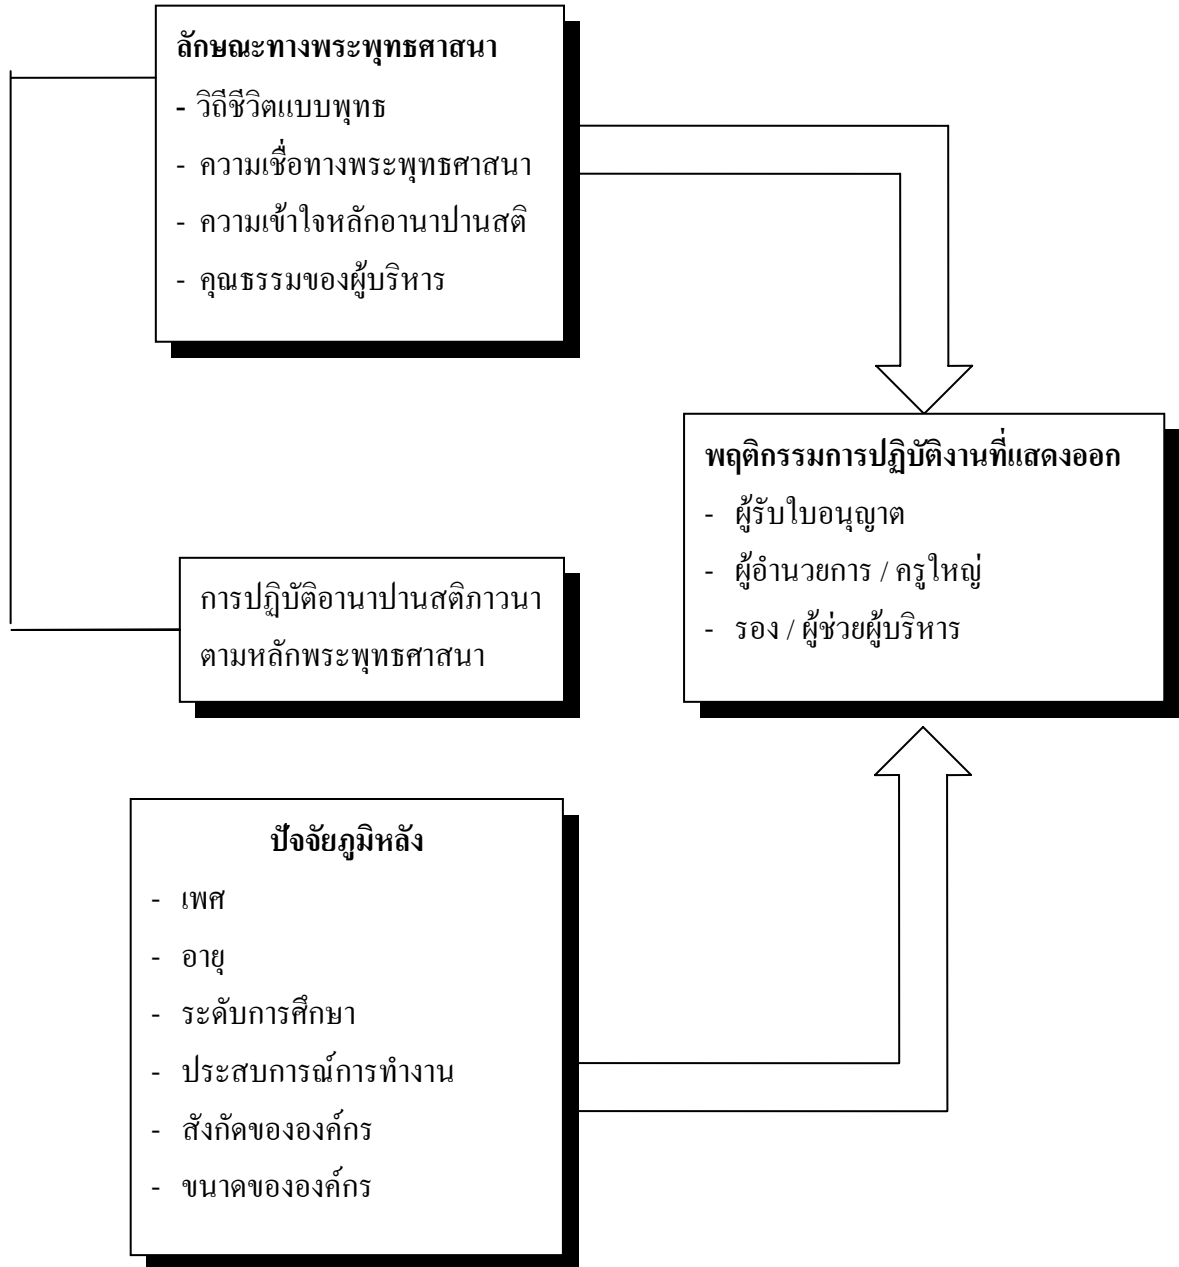 ลักษณะทางพระพุทธศาสนา
- วิถีชีวิตแบบพุทธ
- ความเชื่อทางพระพุทธศาสนา
- ความเข้าใจหลักอานาปานสติ
- คุณธรรมของผู้บริหาร
พฤติกรรมการปฏิบัติงานที่แสดงออก
- ผู้รับใบอนุญาต
- ผู้อำนวยการ / ครูใหญ่
- รอง / ผู้ช่วยผู้บริหาร
การปฏิบัติอานาปานสติภาวนา
ตามหลักพระพุทธศาสนา
ปัจจัยภูมิหลัง
- เพศ
- อายุ
- ระดับการศึกษา
- ประสบการณ์การทำงาน
- สังกัดขององค์กร
- ขนาดขององค์กร